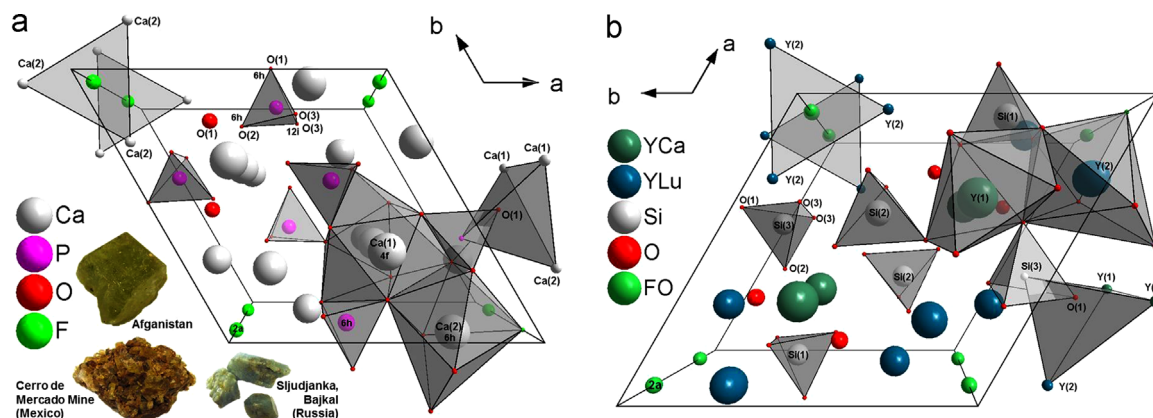 a
b
a
Ca(2)
Ca(2)
Ca(2)
O(1)
6h
O(3)
O(3)
6h
O(2)
12i
O(1)
Ca(1)
Ca(1)
O(1)
Ca(2)
Ca(1)
4f
Ca(2)
6h
6h
2a
Ca
P
O
F
Afganistan
Cerro de
Mercado Mine
(Mexico)
Sljudjanka,
Bajkal
(Russia)
b
a
b
Y(2)
Y(2)
Y(2)
Si(1)
Y(2)
Y(1)
O(1)
O(3)
O(3)
Si(3)
O(2)
Si(2)
Si(2)
Si(3)
Y(1)
O(1)
Y(2)
Si(1)
2a
YCa
YLu
Si
O
FO